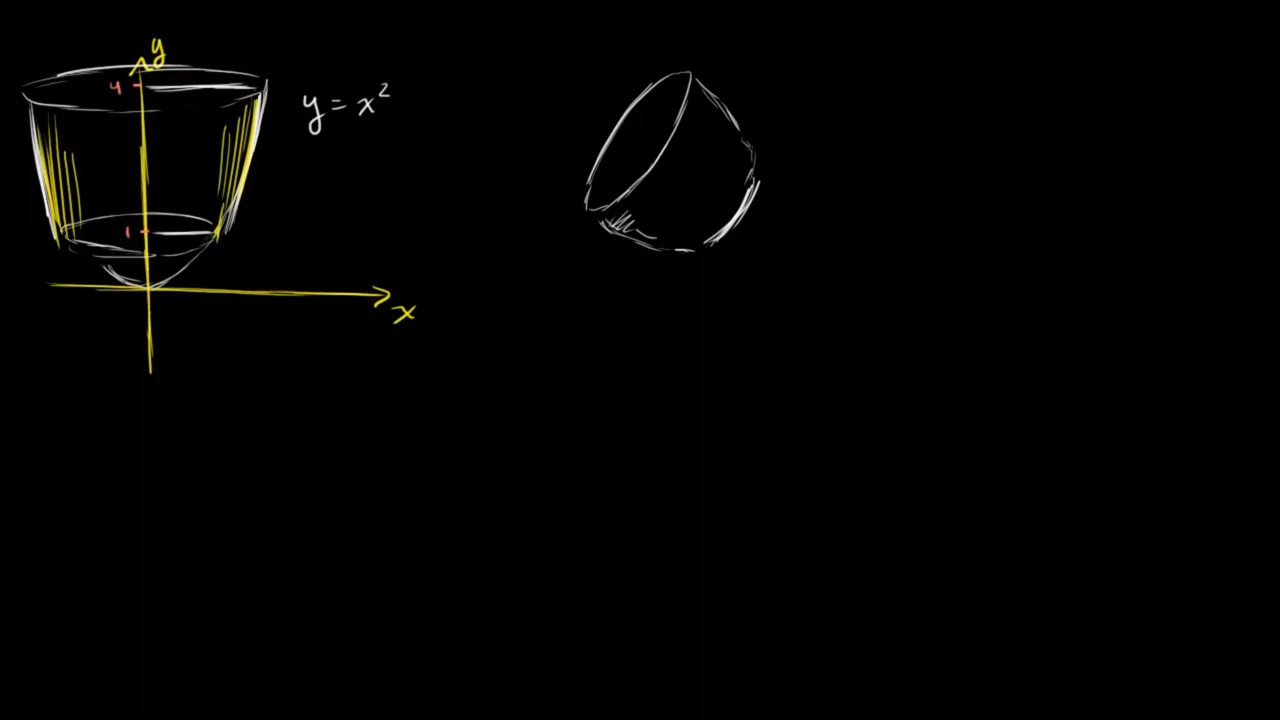 y
4
y = x²
1
x